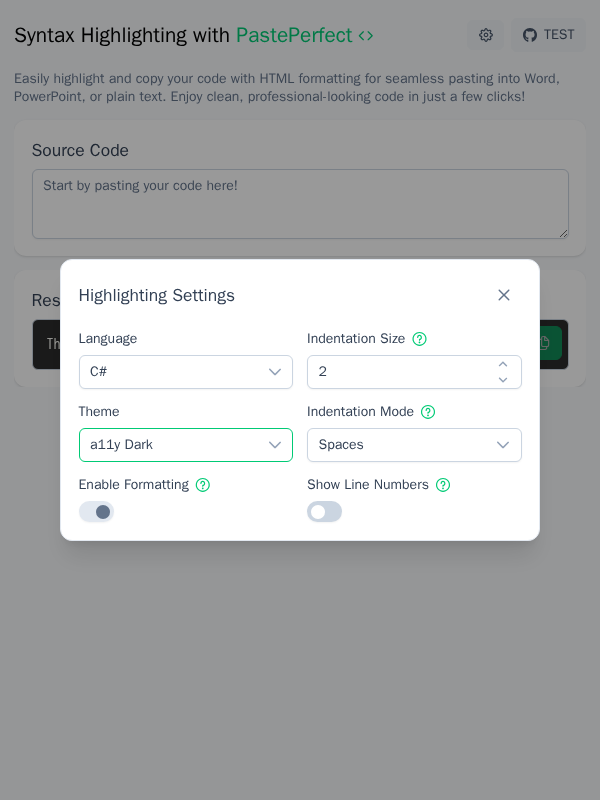 Syntax Highlighting with PastePerfect <>
TEST
Easily highlight and copy your code with HTML formatting for seamless pasting into Word,
PowerPoint, or plain text. Enjoy clean, professional-looking code in just a few clicks!
Source Code
Start by pasting your code here!
Res
Th
Highlighting Settings
Language
Indentation Size
C#
2
Theme
Indentation Mode
a11y Dark
Spaces
Enable Formatting
Show Line Numbers